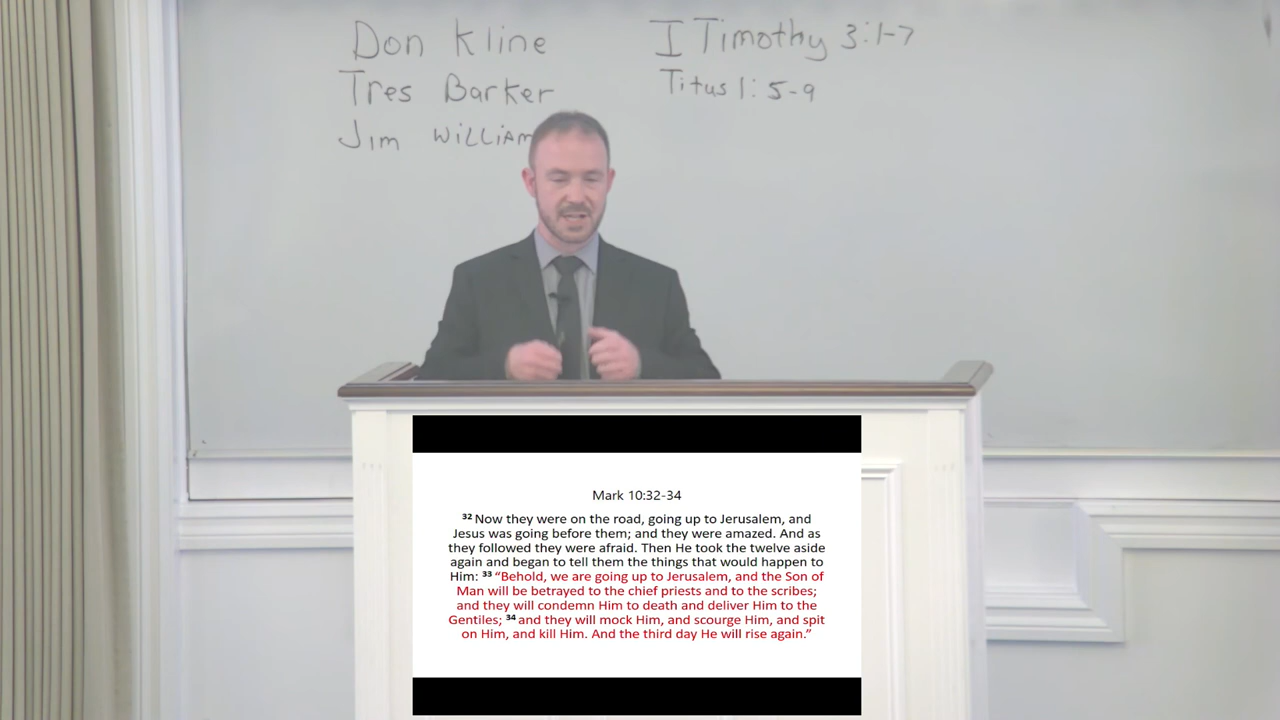 Don Kline
Tres Barker
Jim WILLIAM
I Timothy 3:1-7
Titus 1:5-9
Mark 10:32-34
32 Now they were on the road, going up to Jerusalem, and
Jesus was going before them; and they were amazed. And as
they followed they were afraid. Then He took the twelve aside
again and began to tell them the things that would happen to
Him: 33 “Behold, we are going up to Jerusalem, and the Son of
Man will be betrayed to the chief priests and to the scribes;
and they will condemn Him to death and deliver Him to the
Gentiles; 34 and they will mock Him, and scourge Him, and spit
on Him, and kill Him. And the third day He will rise again.”